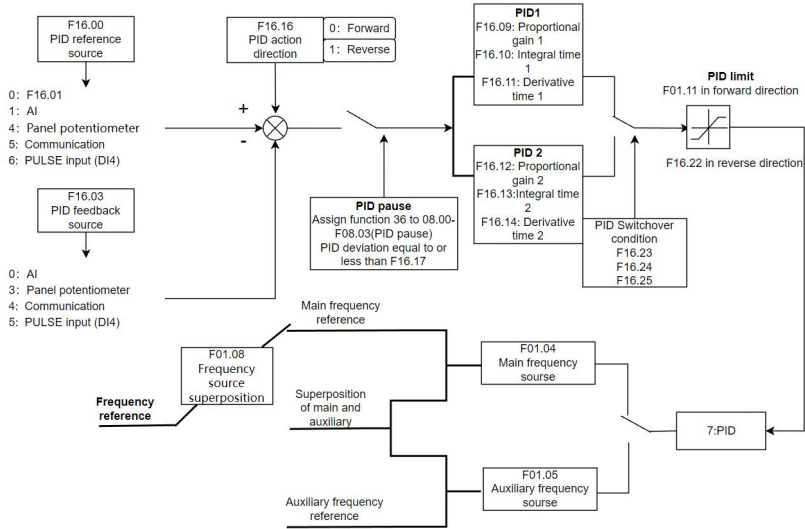 F16.00
PID reference
source
F16.16
PID action
direction
0: Forward
1: Reverse
PID1
F16.09: Proportional
gain 1
F16.10: Integral time
1
F16.11: Derivative
time 1
PID limit
F01.11 in forward direction
F16.22 in reverse direction
0: F16.01
1: AI
4: Panel potentiometer
5: Communication
6: PULSE input (DI4)
+
-
PID 2
F16.12: Proportional
gain 2
F16.13:Integral time
2
F16.14: Derivative
time 2
F16.03
PID feedback
source
PID pause
Assign function 36 to 08.00-
F08.03(PID pause)
PID deviation equal to or
less than F16.17
PID Switchover
condition
F16.23
F16.24
F16.25
0: AI
3: Panel potentiometer
4: Communication
5: PULSE input (DI4)
Main frequency
reference
F01.08
Frequency
source
superposition
F01.04
Main frequency
sourse
Frequency
reference
Superposition
of main and
auxiliary
7:PID
F01.05
Auxiliary frequency
sourse
Auxiliary frequency
reference